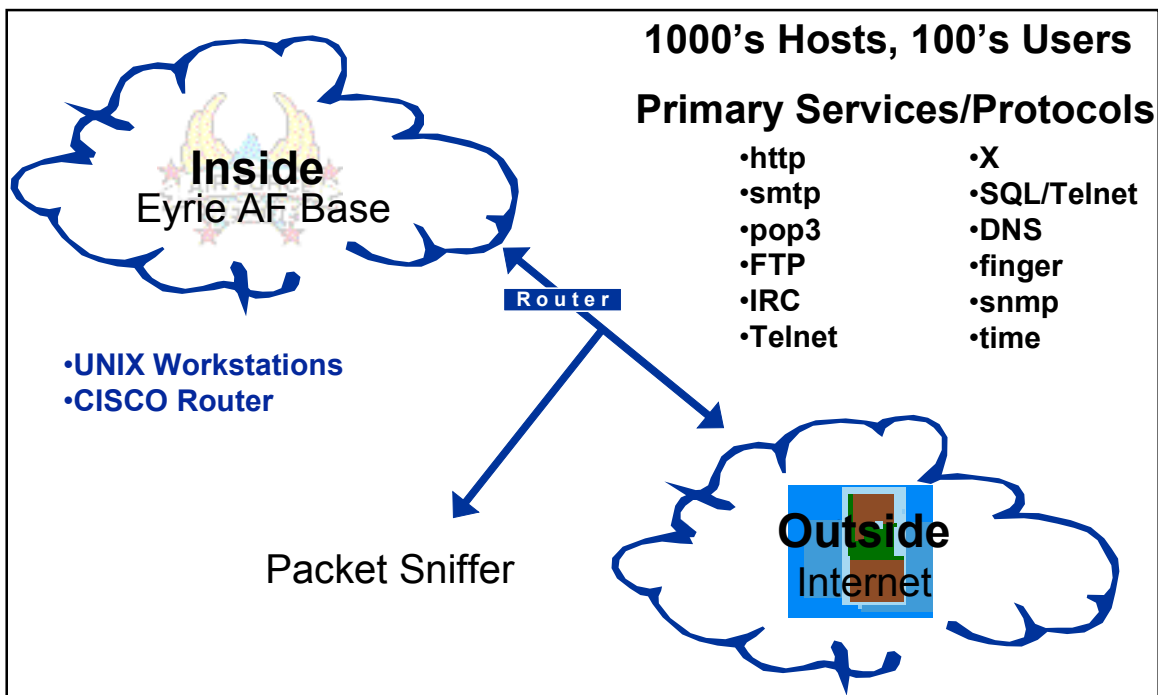 1000’s Hosts, 100’s Users
Primary Services/Protocols
•http
•smtp
•pop3
•FTP
•IRC
•Telnet
•X
•SQL/Telnet
•DNS
•finger
•snmp
•time
Inside
Eyrie AF Base
Router
•UNIX Workstations
•CISCO Router
Packet Sniffer
Outside
Internet